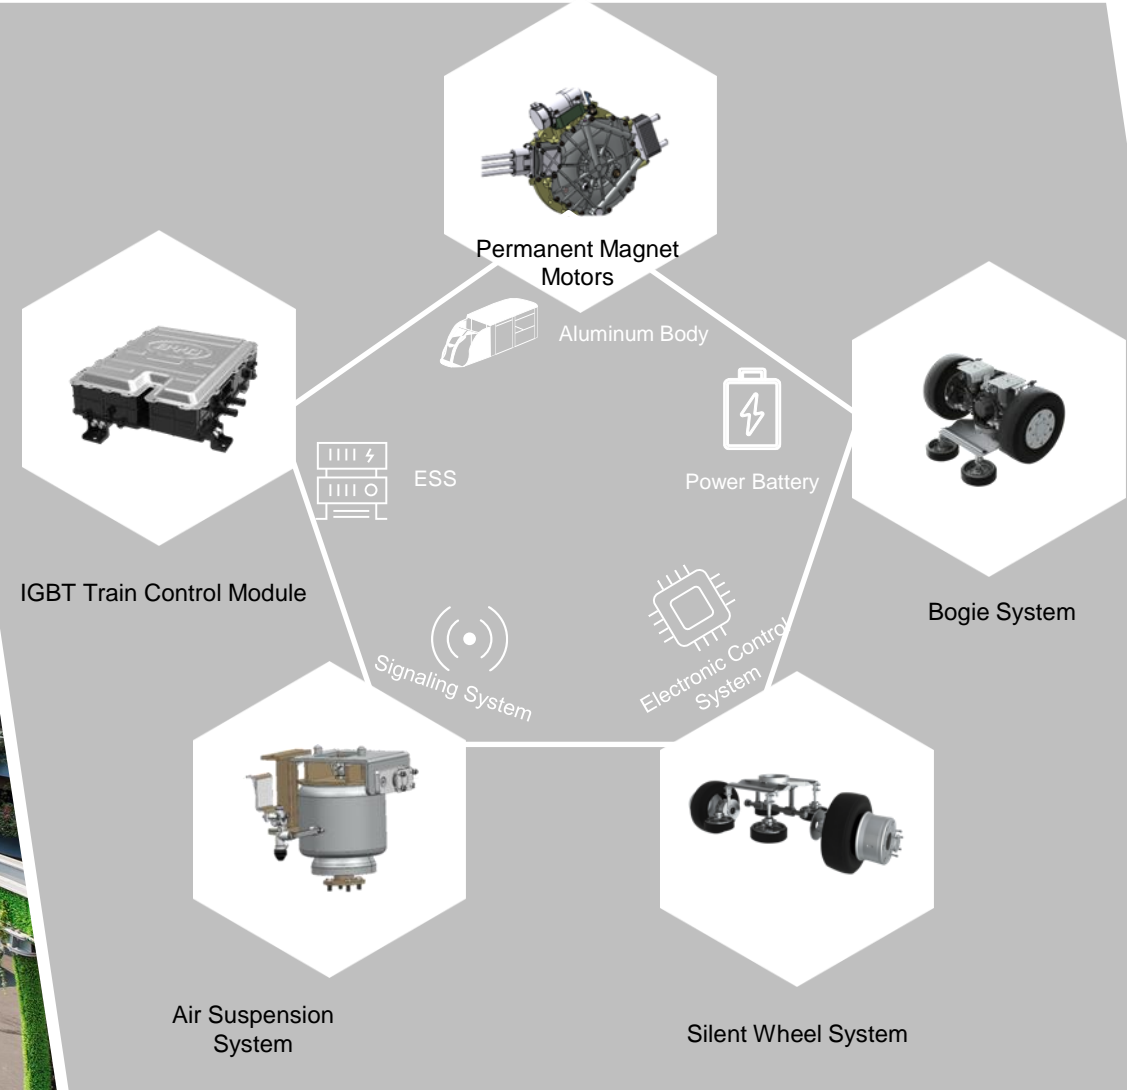 Permanent Magnet
Motors
Aluminum Body
BYD
ESS
Power Battery
IGBT Train Control Module
Bogie System
Signaling System
Electronic Control
System
Air Suspension
System
Silent Wheel System